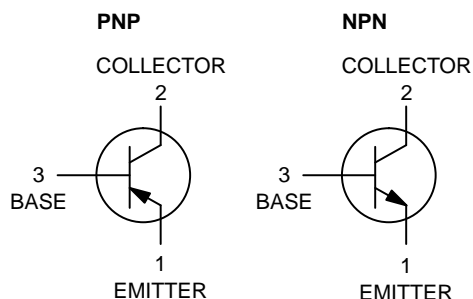 PNP
COLLECTOR
2
3
BASE
1
EMITTER
NPN
COLLECTOR
2
3
BASE
1
EMITTER